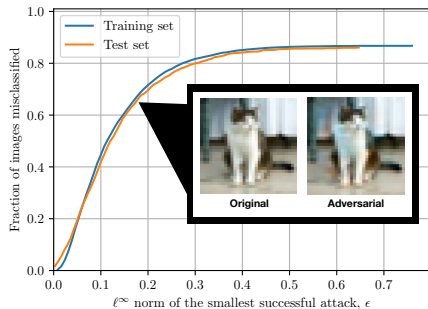 Training set
Test set
Fraction of images misclassified
1.0
0.8
0.6
0.4
0.2
0.0
Original
Adversarial
0.0 0.1 0.2 0.3 0.4 0.5 0.6 0.7
ℓ∞ norm of the smallest successful attack, ϵ